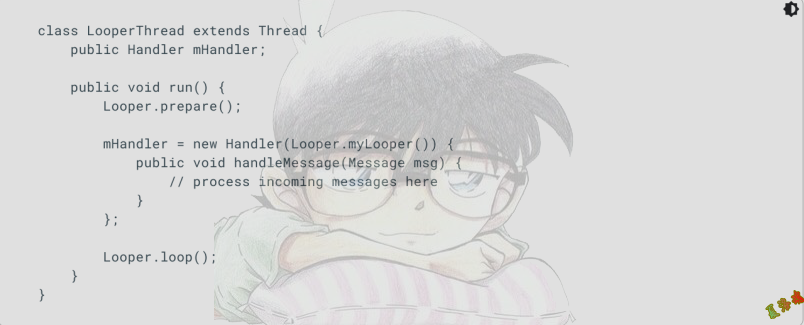 class LooperThread extends Thread {
    public Handler mHandler;

    public void run() {
        Looper.prepare();

        mHandler = new Handler(Looper.myLooper()) {
            public void handleMessage(Message msg) {
                // process incoming messages here
            }
        };

        Looper.loop();
    }
}